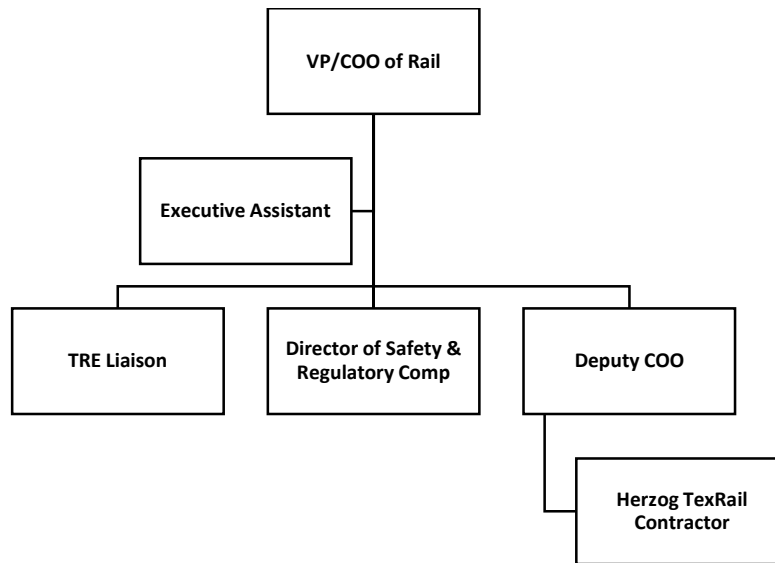 VP/COO of Rail
Executive Assistant
TRE Liaison
Director of Safety &
Regulatory Comp
Deputy COO
Herzog TexRail
Contractor